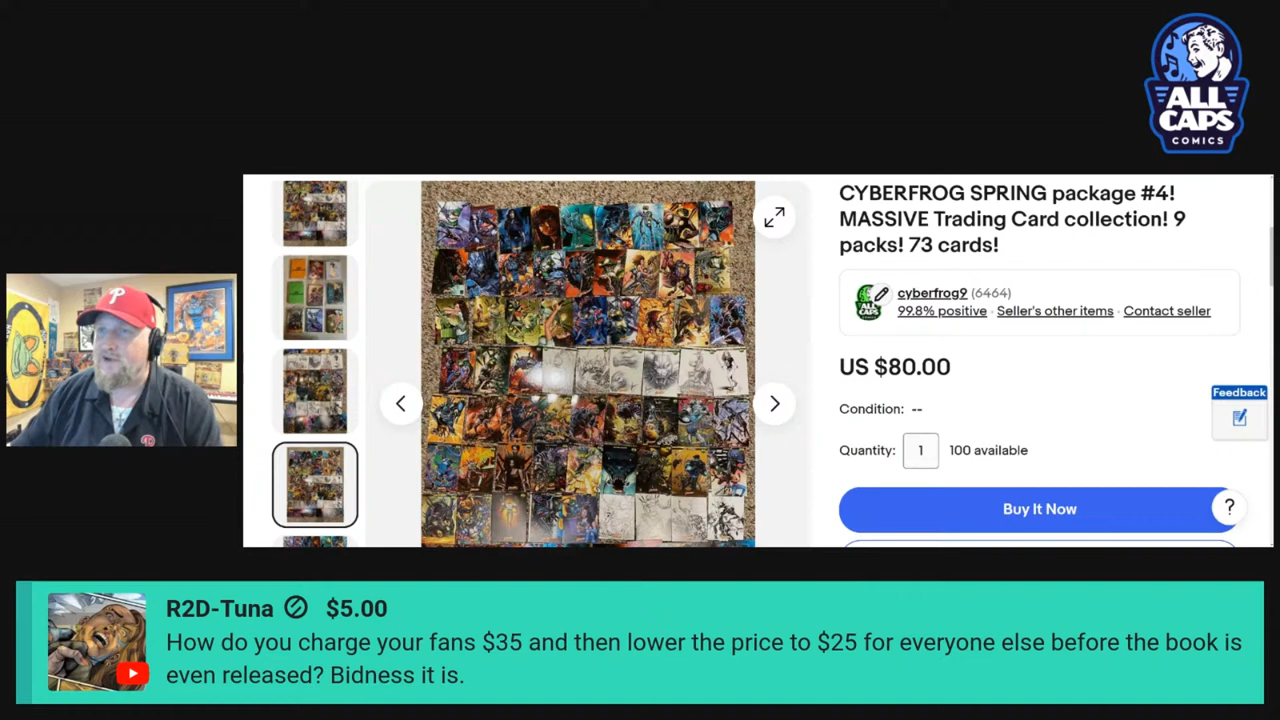 ALL
CAPS
COMICS
CYBERFROG SPRING package #4!
MASSIVE Trading Card collection! 9
packs! 73 cards!
cyberfrog9 (6464)
99.8% positive · Seller's other items · Contact seller
US $80.00
Condition: --
Feedback
Quantity: 1 100 available
Buy It Now
?
P
R2D-Tuna $5.00
How do you charge your fans $35 and then lower the price to $25 for everyone else before the book is
even released? Bidness it is.